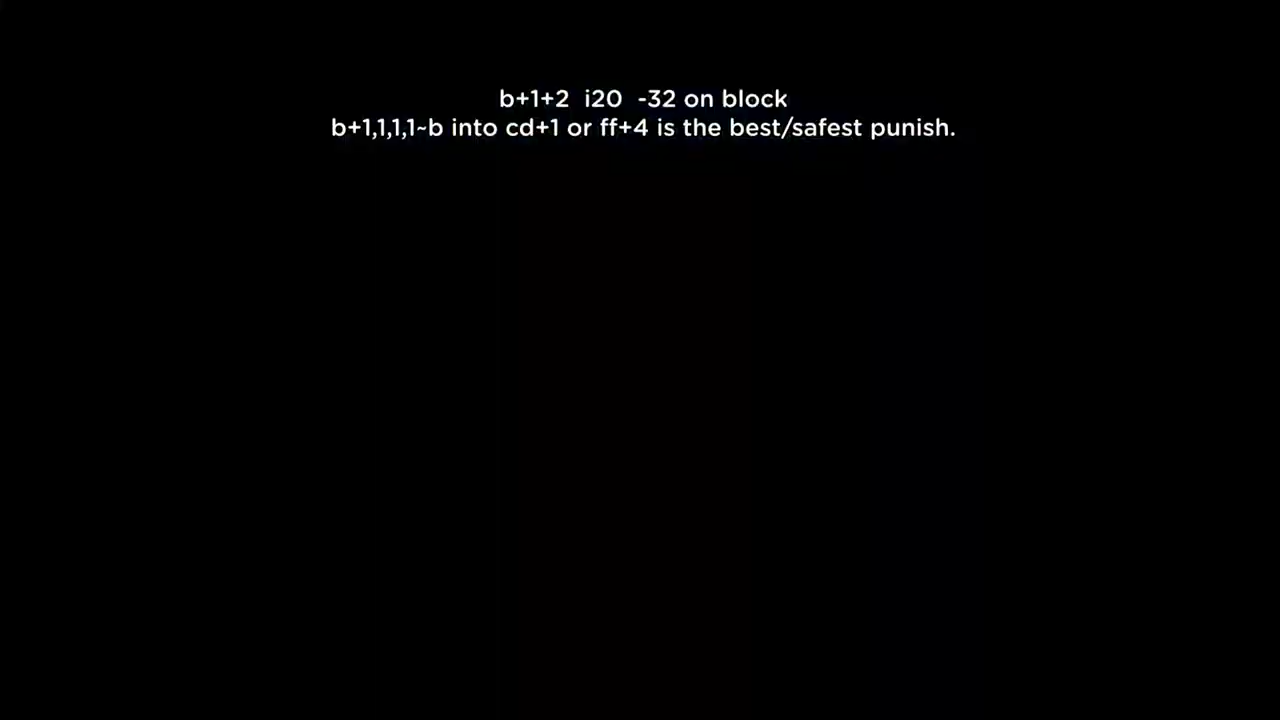 b+1+2 i20 -32 on block
b+1,1,1,1~b into cd+1 or ff+4 is the best/safest punish.